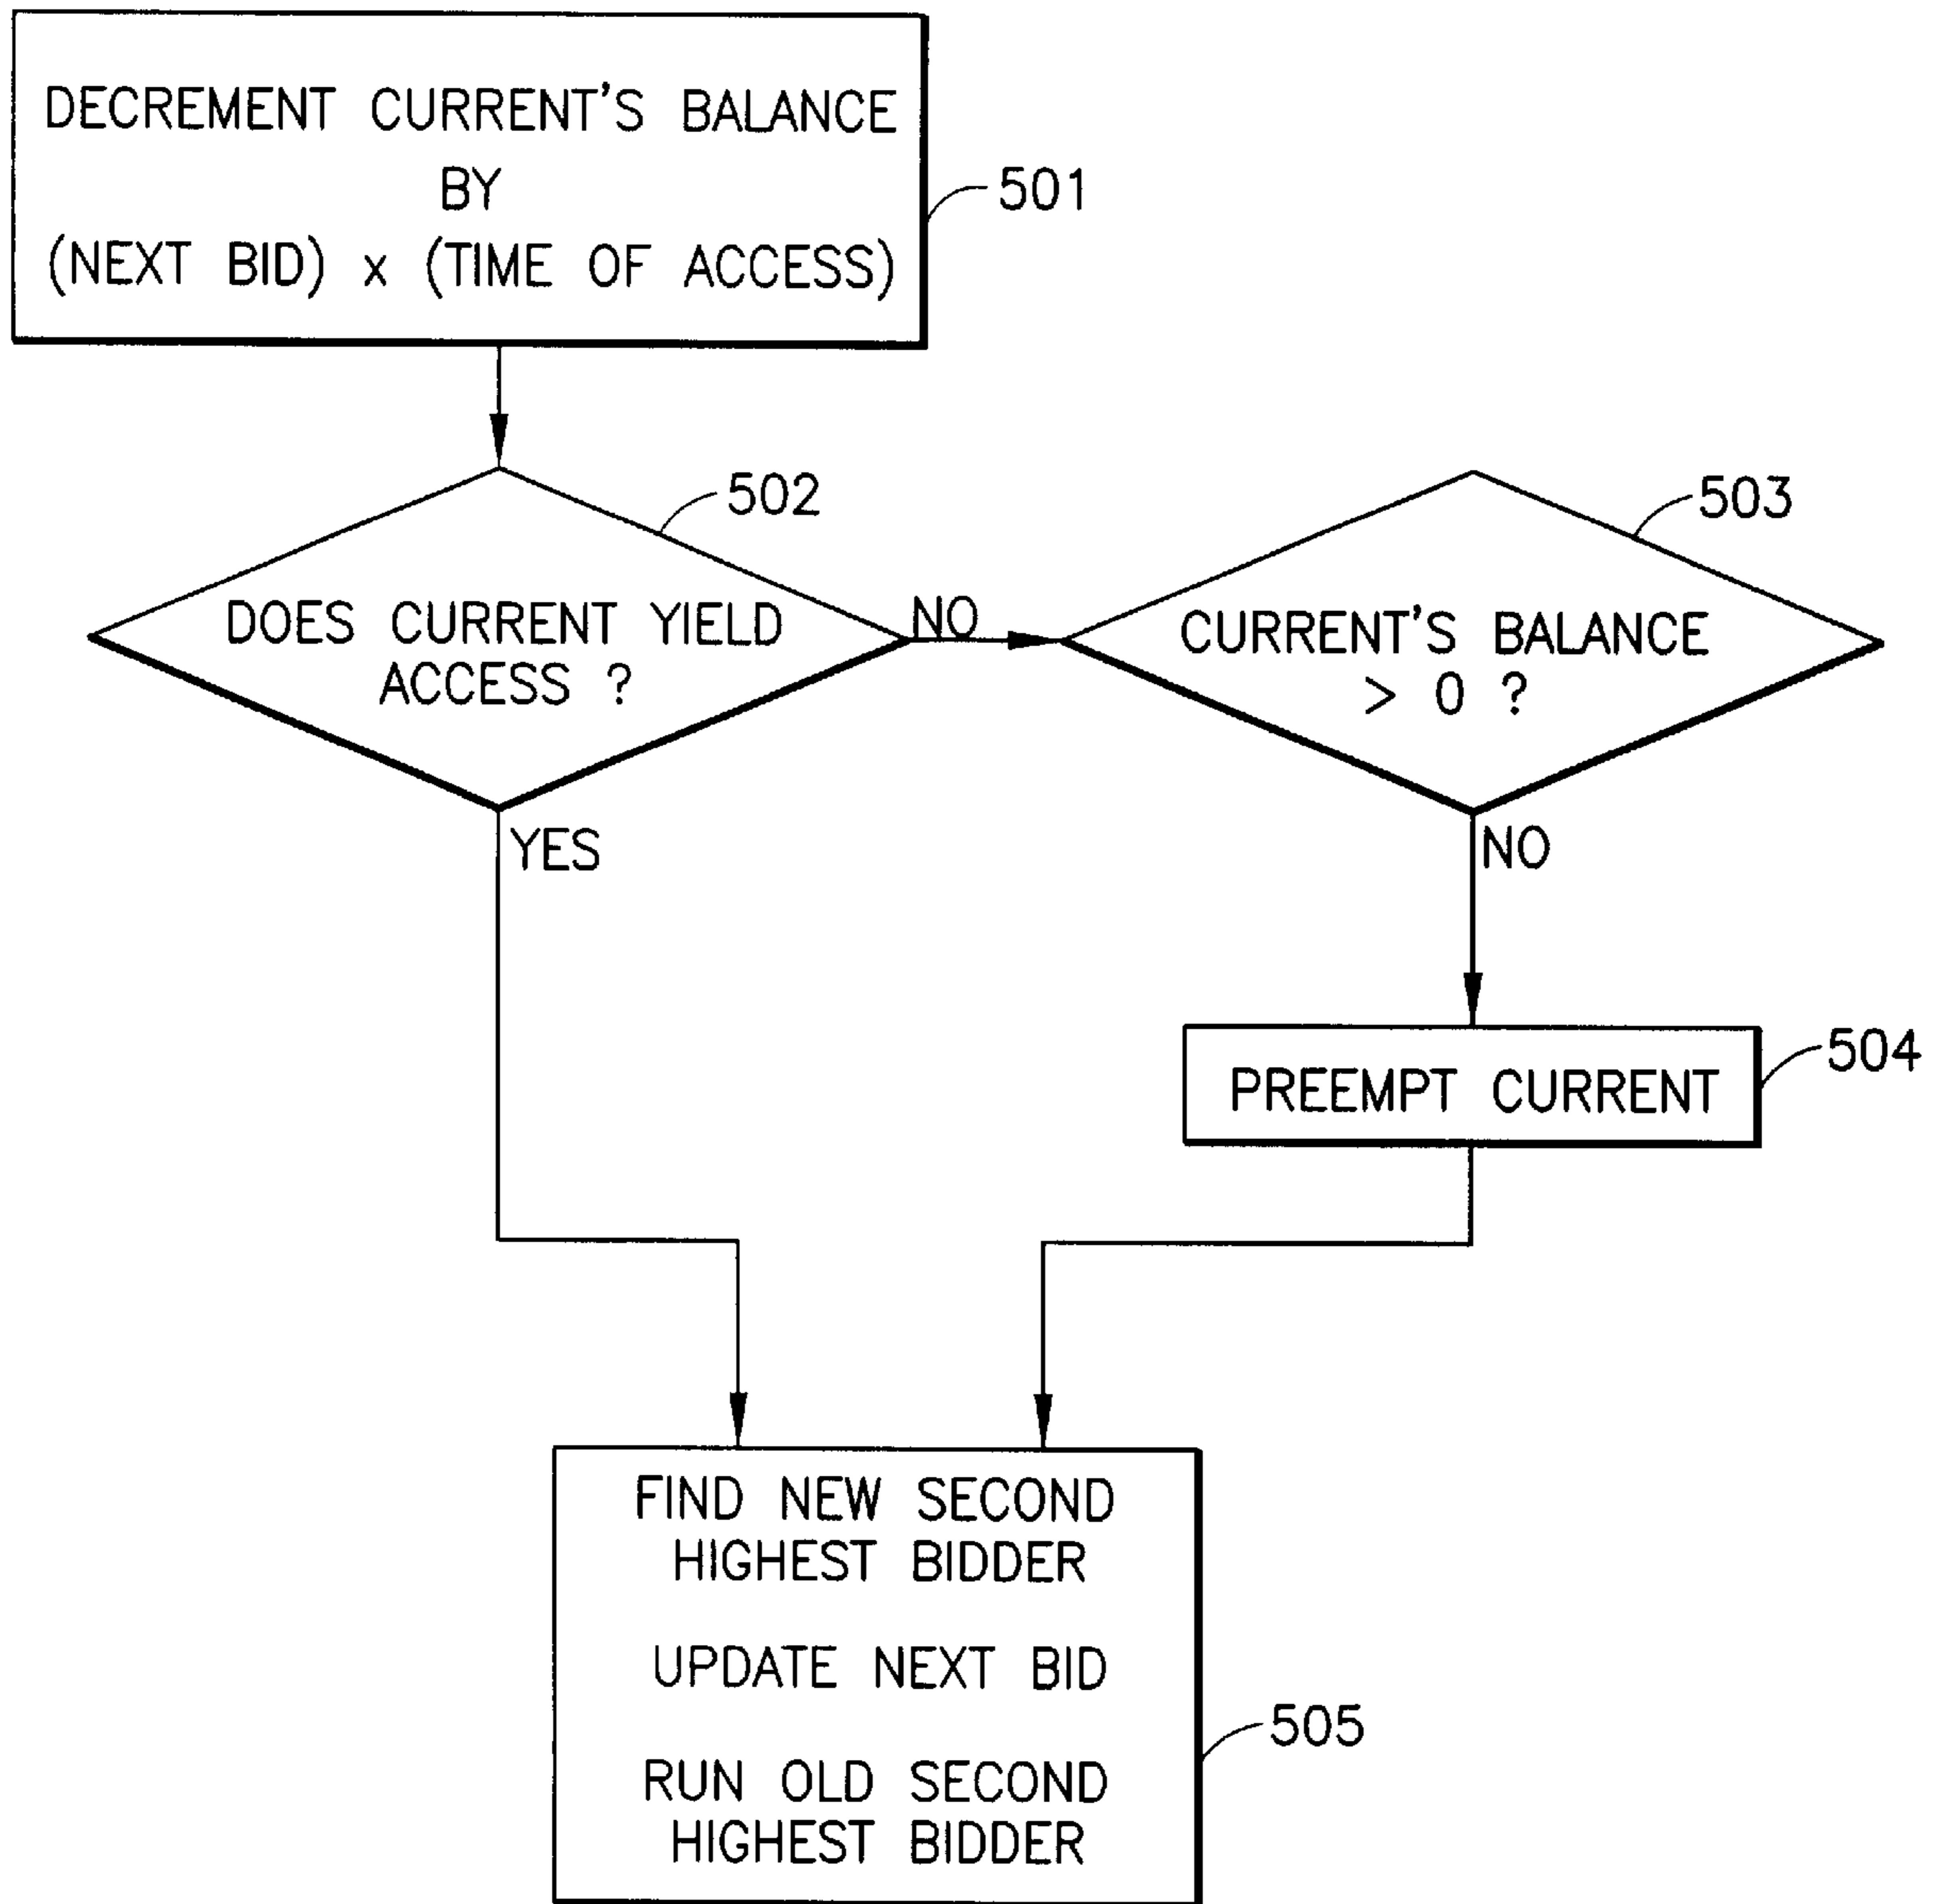 DECREMENT CURRENT'S BALANCE
BY
(NEXT BID) x (TIME OF ACCESS)
501
502
DOES CURRENT YIELD
ACCESS ?
NO
503
CURRENT'S BALANCE
> 0 ?
YES
NO
PREEMPT CURRENT
504
FIND NEW SECOND
HIGHEST BIDDER
UPDATE NEXT BID
RUN OLD SECOND
HIGHEST BIDDER
505